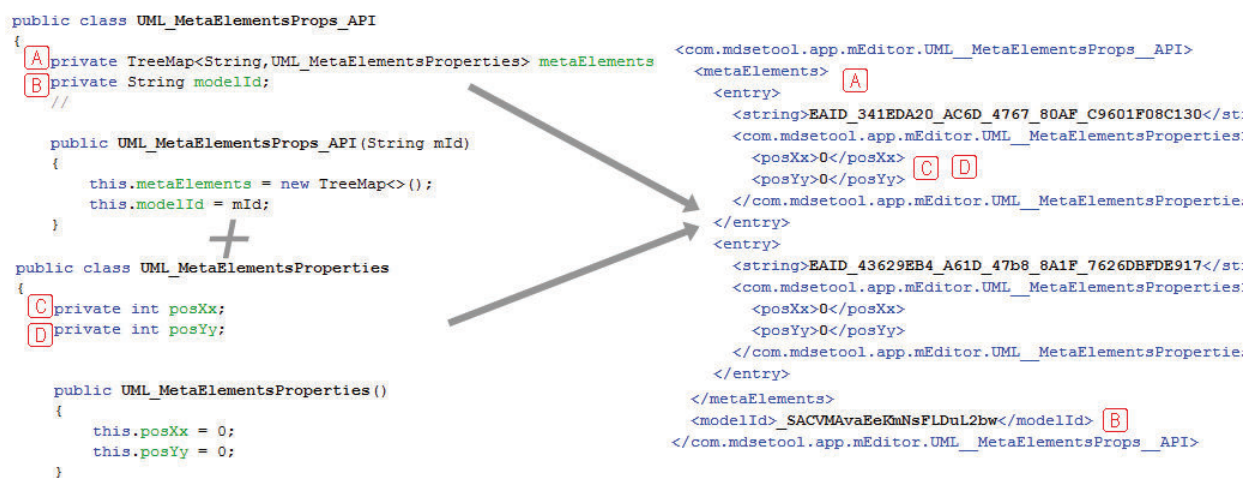 public class UML_MetaElementsProps_API
{
A private TreeMap<String,UML_MetaElementsProperties> metaElements
B private String modelId;
//
public UML_MetaElementsProps_API(String mId)
{
this.metaElements = new TreeMap<>();
this.modelId = mId;
}
+
public class UML_MetaElementsProperties
{
C private int posXx;
D private int posYy;
public UML_MetaElementsProperties()
{
this.posXx = 0;
this.posYy = 0;
}
<com.mdsetool.app.mEditor.UML__MetaElementsProps__API>
<metaElements> A
<entry>
<string>EAID_341EDA20_AC6D_4767_80AF_C9601F08C130</str
<com.mdsetool.app.mEditor.UML__MetaElementsProperties
<posXx>0</posXx>
<posYy>0</posYy> C D
</com.mdsetool.app.mEditor.UML__MetaElementsPropertie
</entry>
<entry>
<string>EAID_43629EB4_A61D_47b8_8A1F_7626DBFDE917</str
<com.mdsetool.app.mEditor.UML__MetaElementsProperties
<posXx>0</posXx>
<posYy>0</posYy>
</com.mdsetool.app.mEditor.UML__MetaElementsPropertie
</entry>
</metaElements>
<modelId>_SACVMAvaEeKmNsFLDuL2bw</modelId> B
</com.mdsetool.app.mEditor.UML__MetaElementsProps__API>